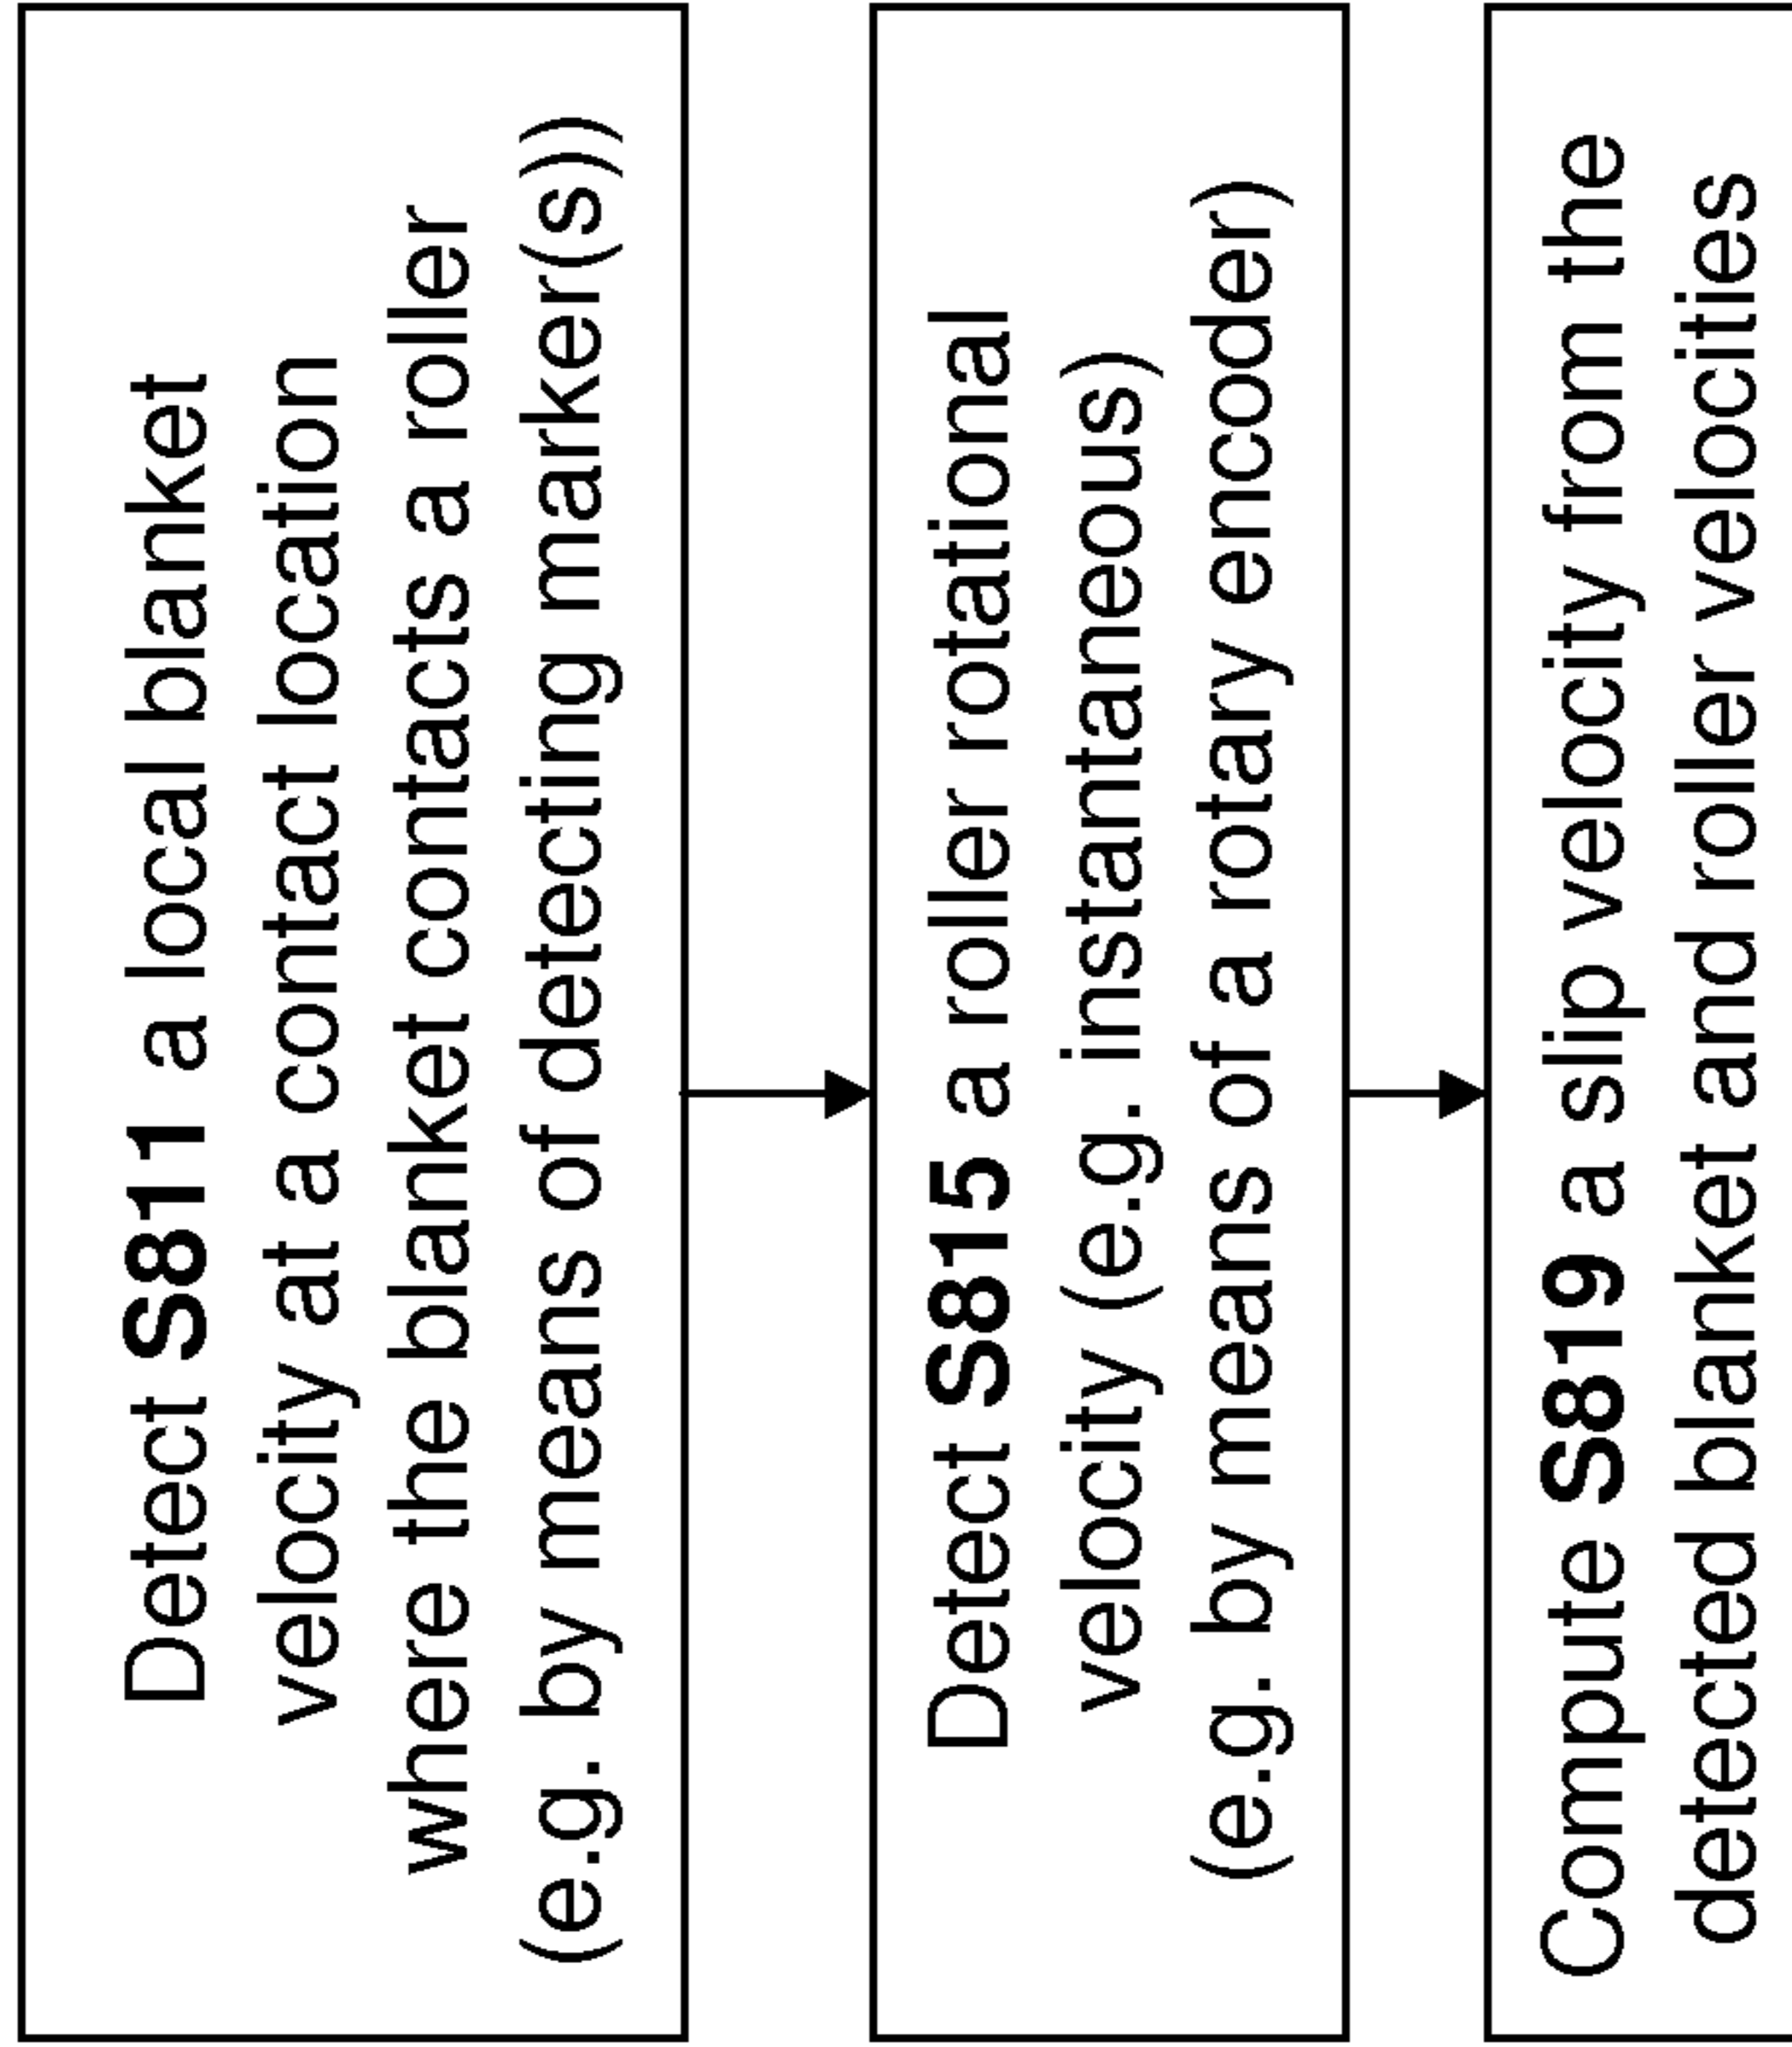 Detect S811 a local blanket
velocity at a contact location
where the blanket contacts a roller
(e.g. by means of detecting marker(s))
Detect S815 a roller rotational
velocity (e.g. instantaneous)
(e.g. by means of a rotary encoder)
Compute S819 a slip velocity from the
detected blanket and roller velocities